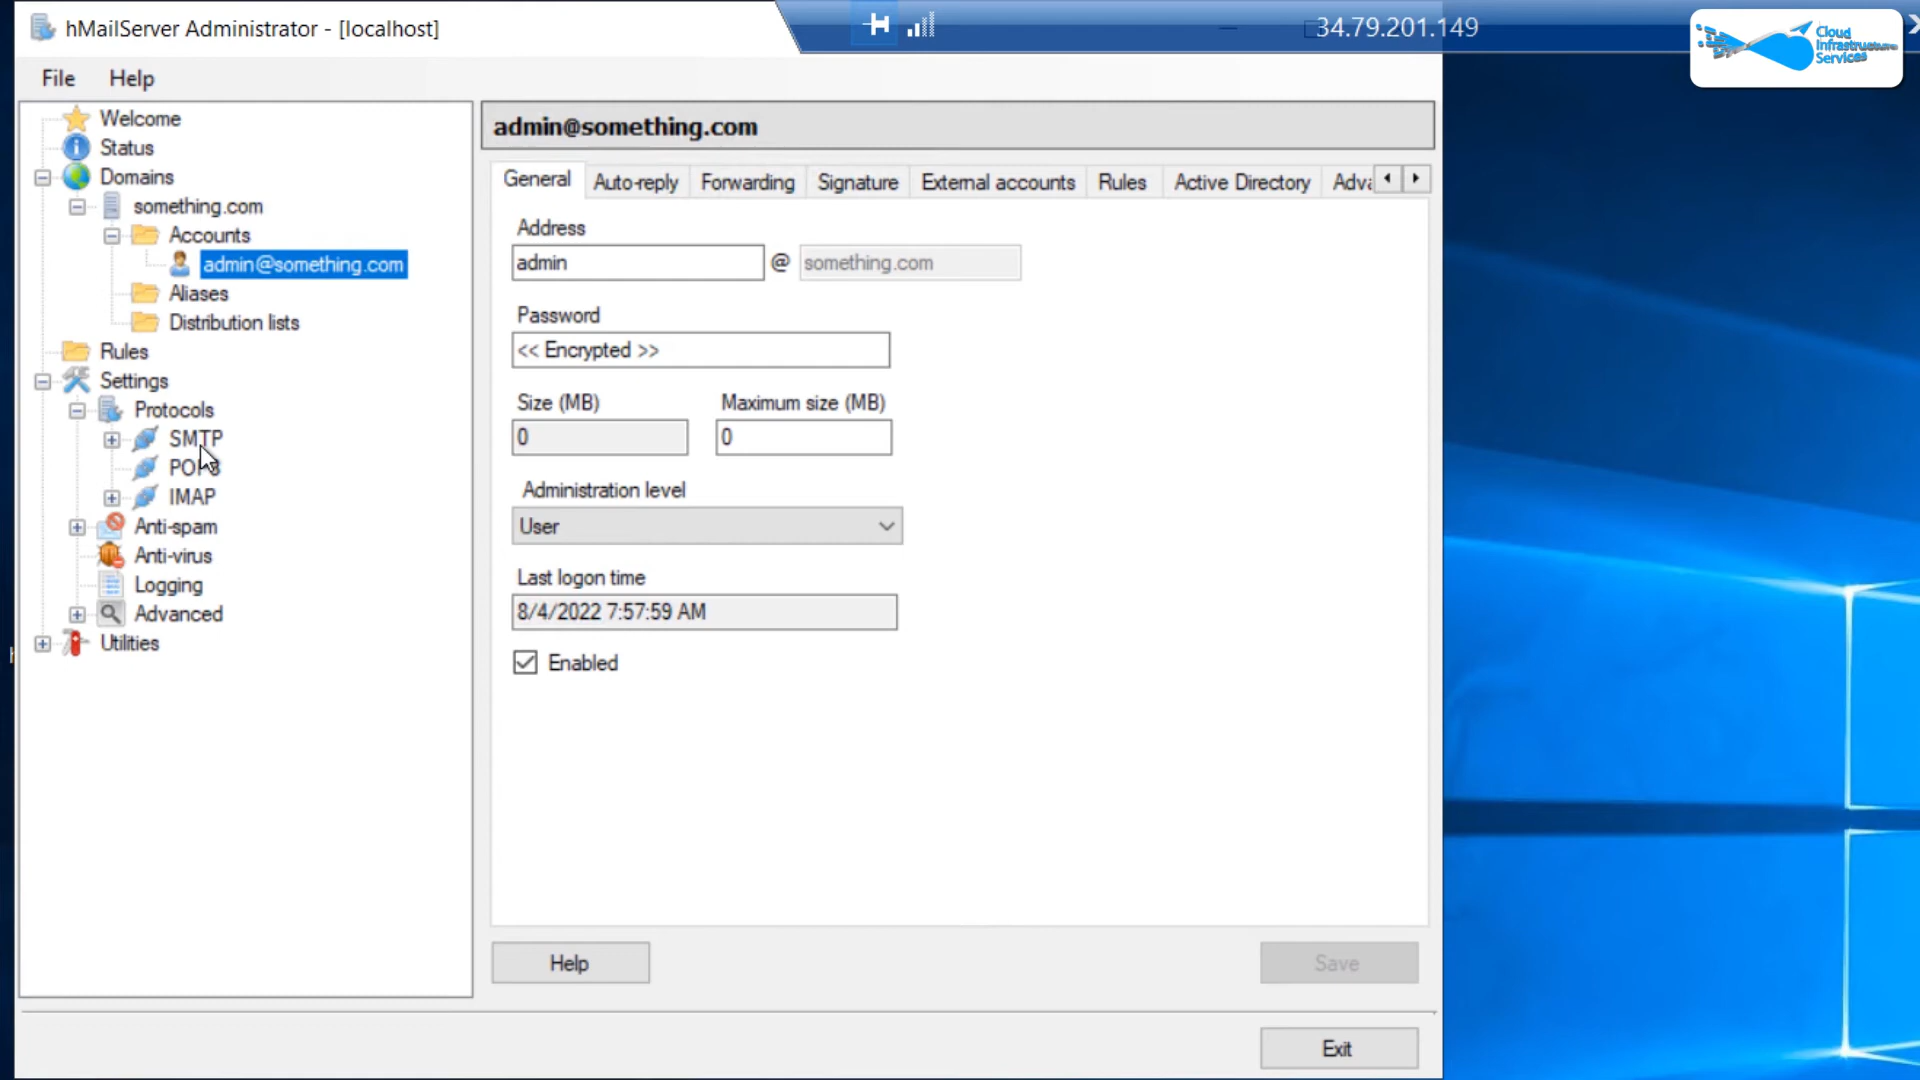 hMailServer Administrator - [localhost]
34.79.201.149
Cloud
Infrastructure
Services
File Help
Welcome
Status
Domains
something.com
Accounts
admin@something.com
Aliases
Distribution lists
Rules
Settings
Protocols
SMTP
POP3
IMAP
Anti-spam
Anti-virus
Logging
Advanced
Utilities
admin@something.com
General Auto-reply Forwarding Signature External accounts Rules Active Directory Adva
Address
admin @ something.com
Password
<< Encrypted >>
Size (MB) Maximum size (MB)
0 0
Administration level
User
Last logon time
8/4/2022 7:57:59 AM
Enabled
Help Save
Exit